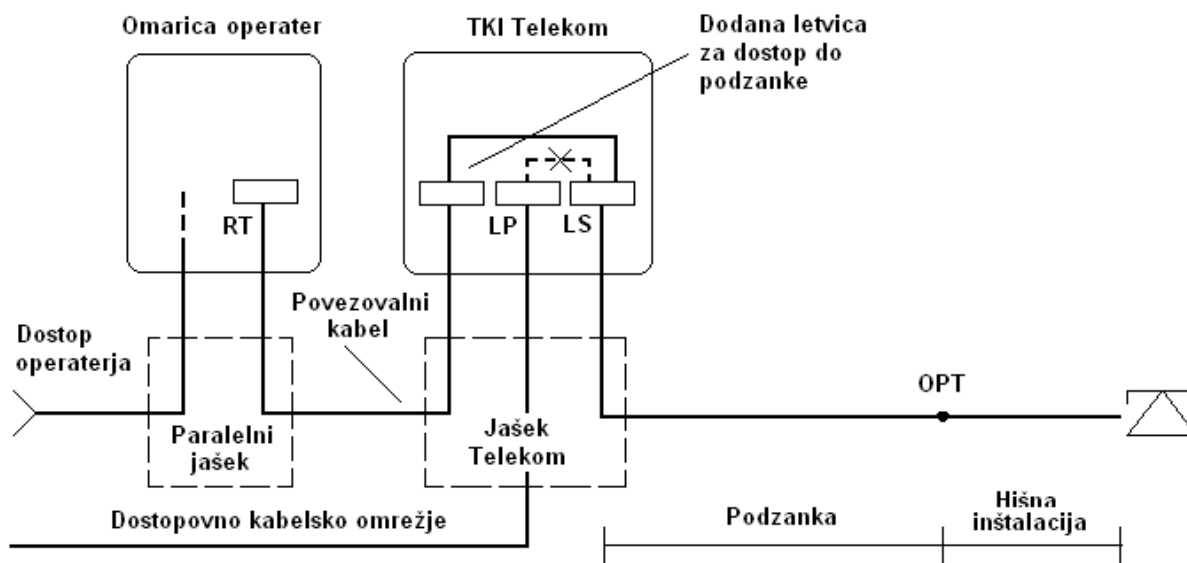 Omarica operater
TKI Telekom
Dodana letvica
za dostop do
podzanke
RT
LP
LS
Povezovalni
kabel
Dostop
operaterja
OPT
Paralelni
jašek
Jašek
Telekom
Dostopovno kabelsko omrežje
Podzanka
Hišna
inštalacija